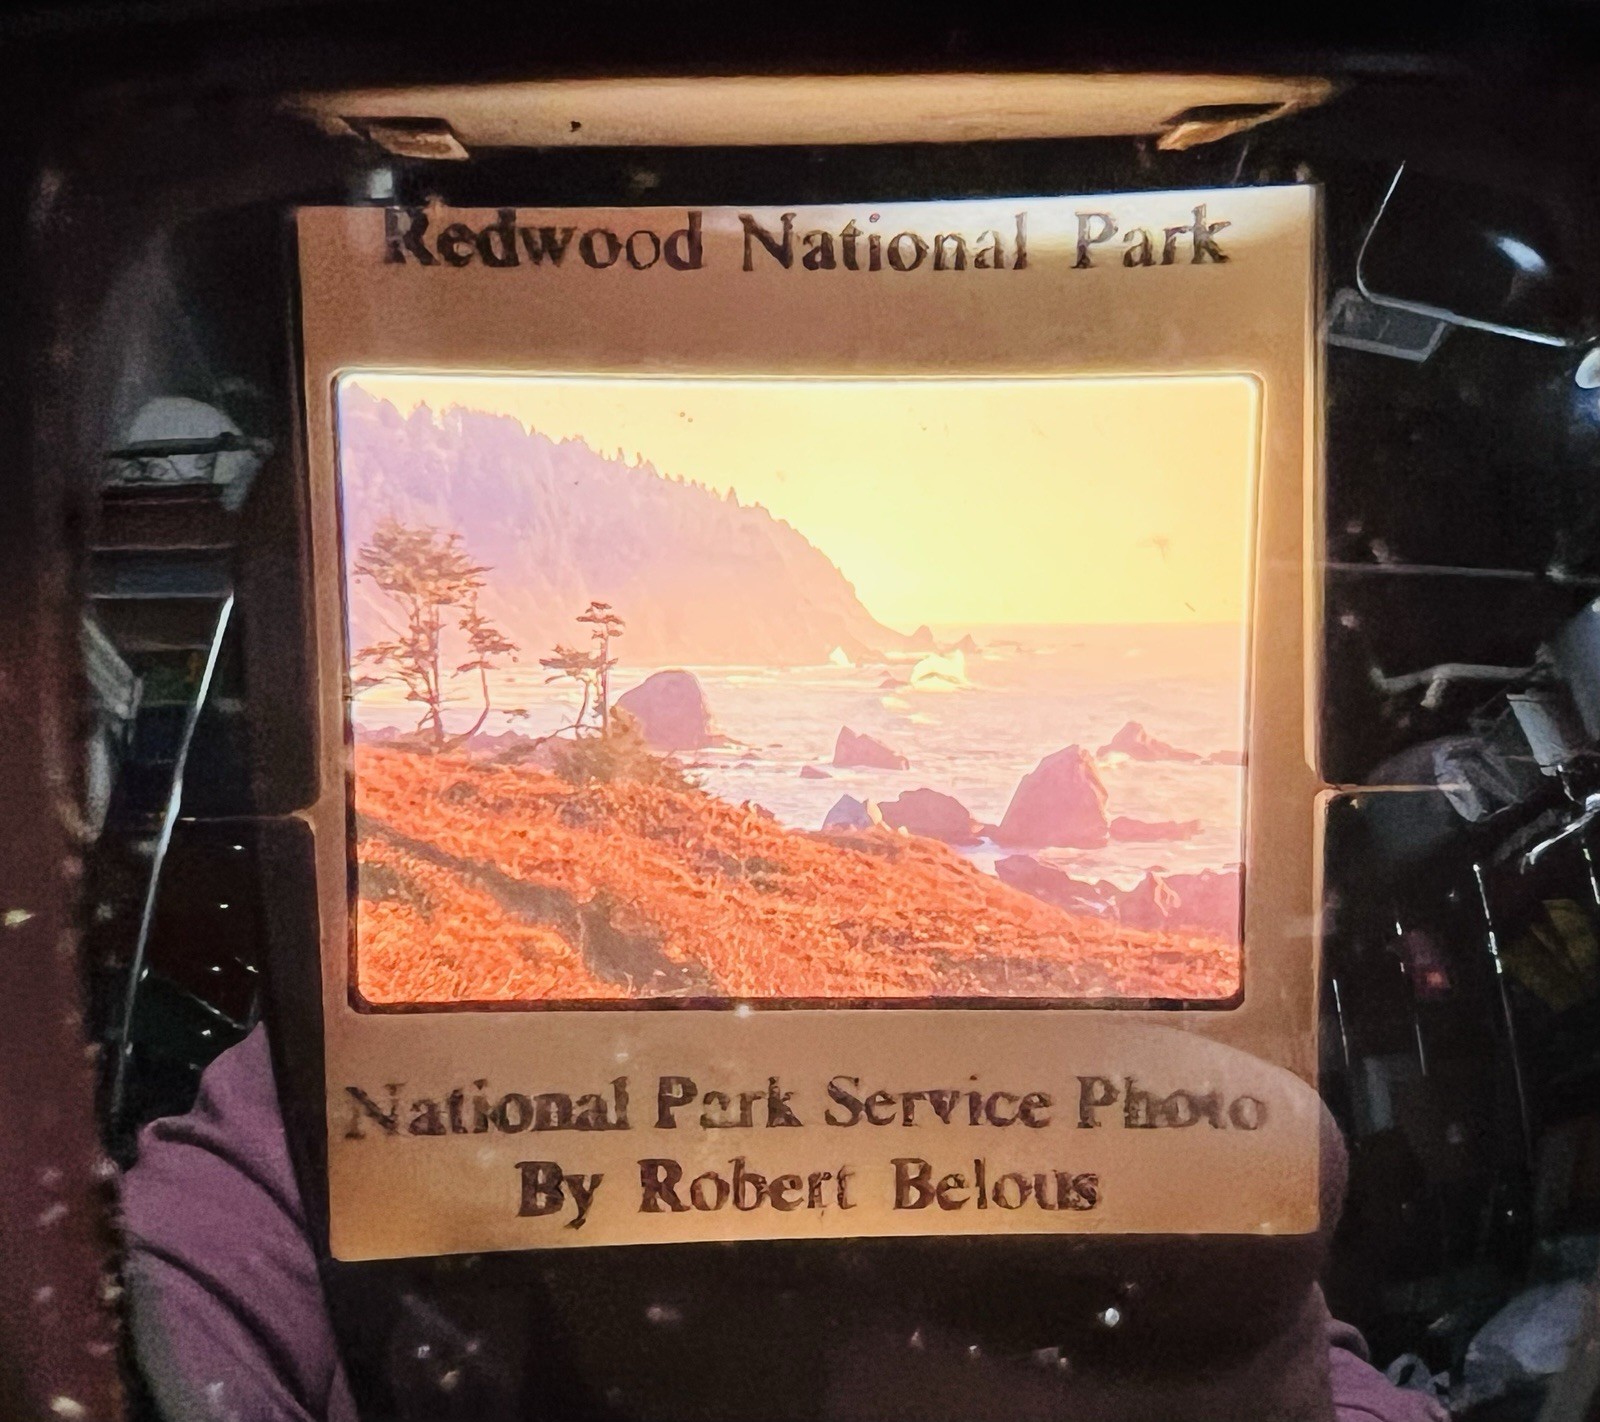 Redwood National Park
National Park Service Photo
By Robert Belous